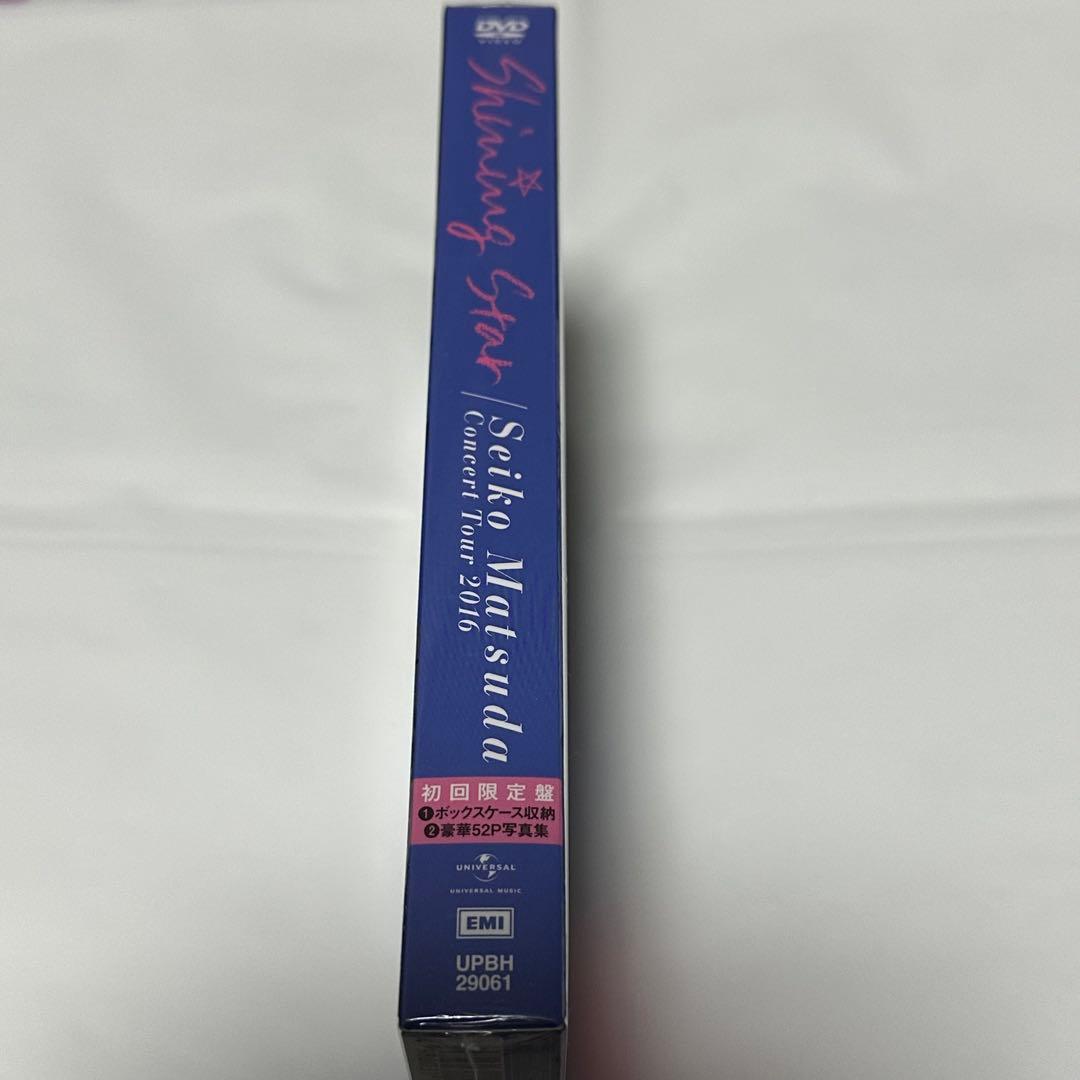 DVD
VIDEO
Shining Star
Seiko Matsuda
Concert Tour 2016
初回限定盤
❶ボックスケース収納
❷豪華52P写真集
UNIVERSAL
UNIVERSAL MUSIC
EMI
UPBH
29061